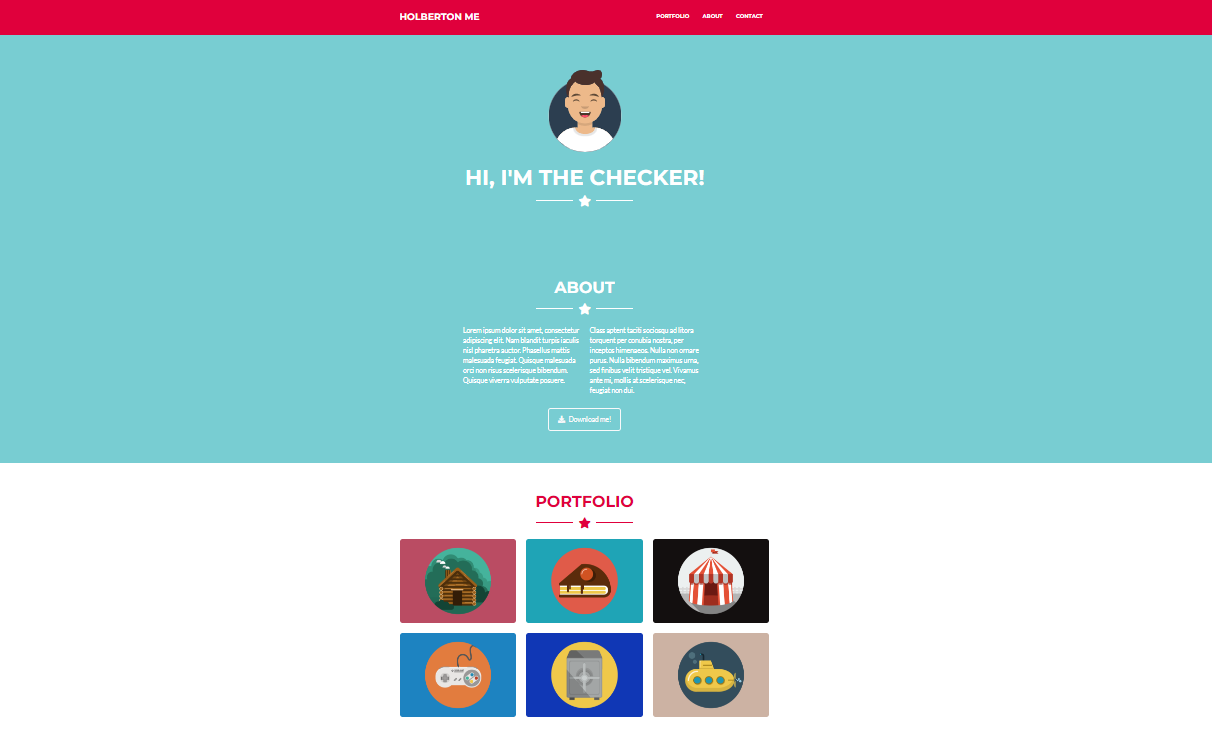 HOLBERTON ME
PORTFOLIO ABOUT CONTACT
HI, I'M THE CHECKER!
ABOUT
Lorem ipsum dolor sit amet, consectetur
adipiscing elit. Nam blandit turpis iaculis
nisl pharetra auctor. Phasellus mattis
malesuada feugiat. Quisque malesuada
orci non risus scelerisque bibendum.
Quisque viverra vulputate posuere.
Class aptent taciti sociosqu ad litora
torquent per conubia nostra, per
inceptos himenaeos. Nulla non ornare
purus. Nulla bibendum maximus urna,
sed finibus velit tristique vel. Vivamus
ante mi, mollis at scelerisque nec,
feugiat non dui.
Download me!
PORTFOLIO